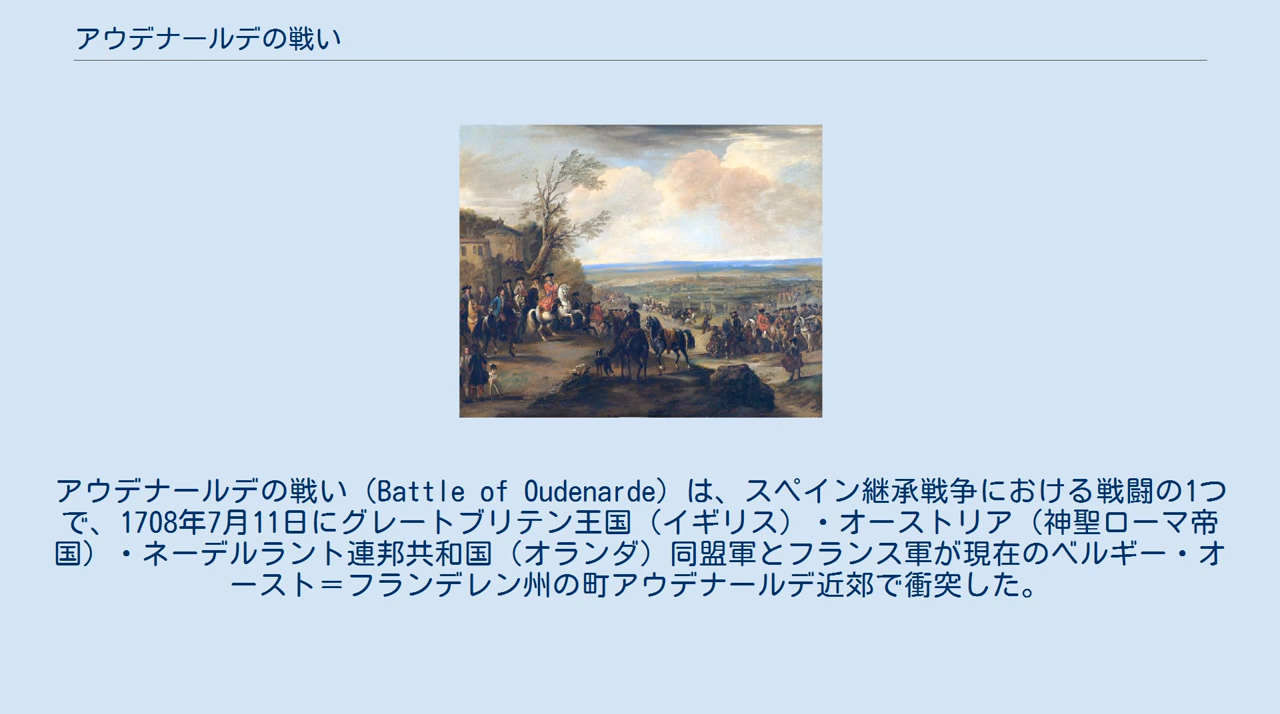 アウデナールデの戦い
アウデナールデの戦い（Battle of Oudenarde）は、スペイン継承戦争における戦闘の1つ
で、1708年7月11日にグレートブリテン王国（イギリス）・オーストリア（神聖ローマ帝
国）・ネーデルラント連邦共和国（オランダ）同盟軍とフランス軍が現在のベルギー・オ
ースト＝フランデレン州の町アウデナールデ近郊で衝突した。